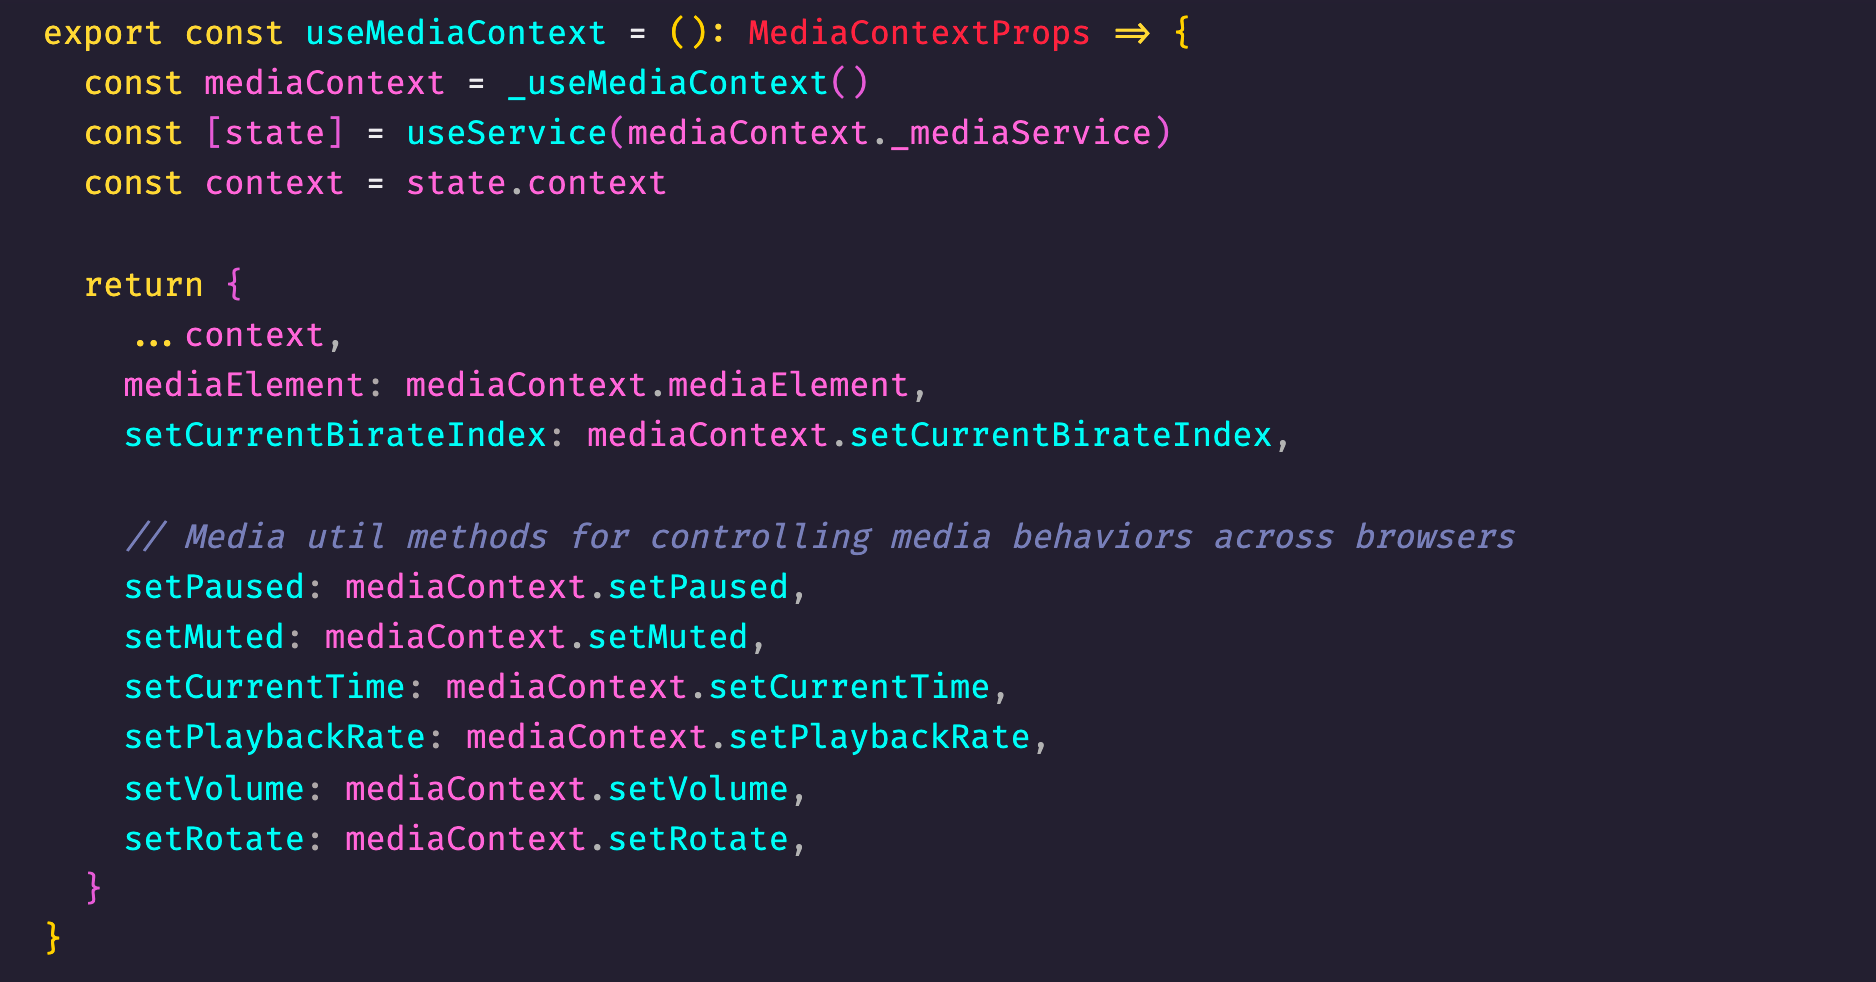 export const useMediaContext = (): MediaContextProps => {
  const mediaContext = _useMediaContext()
  const [state] = useService(mediaContext._mediaService)
  const context = state.context
  return {
    ...context,
    mediaElement: mediaContext.mediaElement,
    setCurrentBirateIndex: mediaContext.setCurrentBirateIndex,
    // Media util methods for controlling media behaviors across browsers
    setPaused: mediaContext.setPaused,
    setMuted: mediaContext.setMuted,
    setCurrentTime: mediaContext.setCurrentTime,
    setPlaybackRate: mediaContext.setPlaybackRate,
    setVolume: mediaContext.setVolume,
    setRotate: mediaContext.setRotate,
  }
}